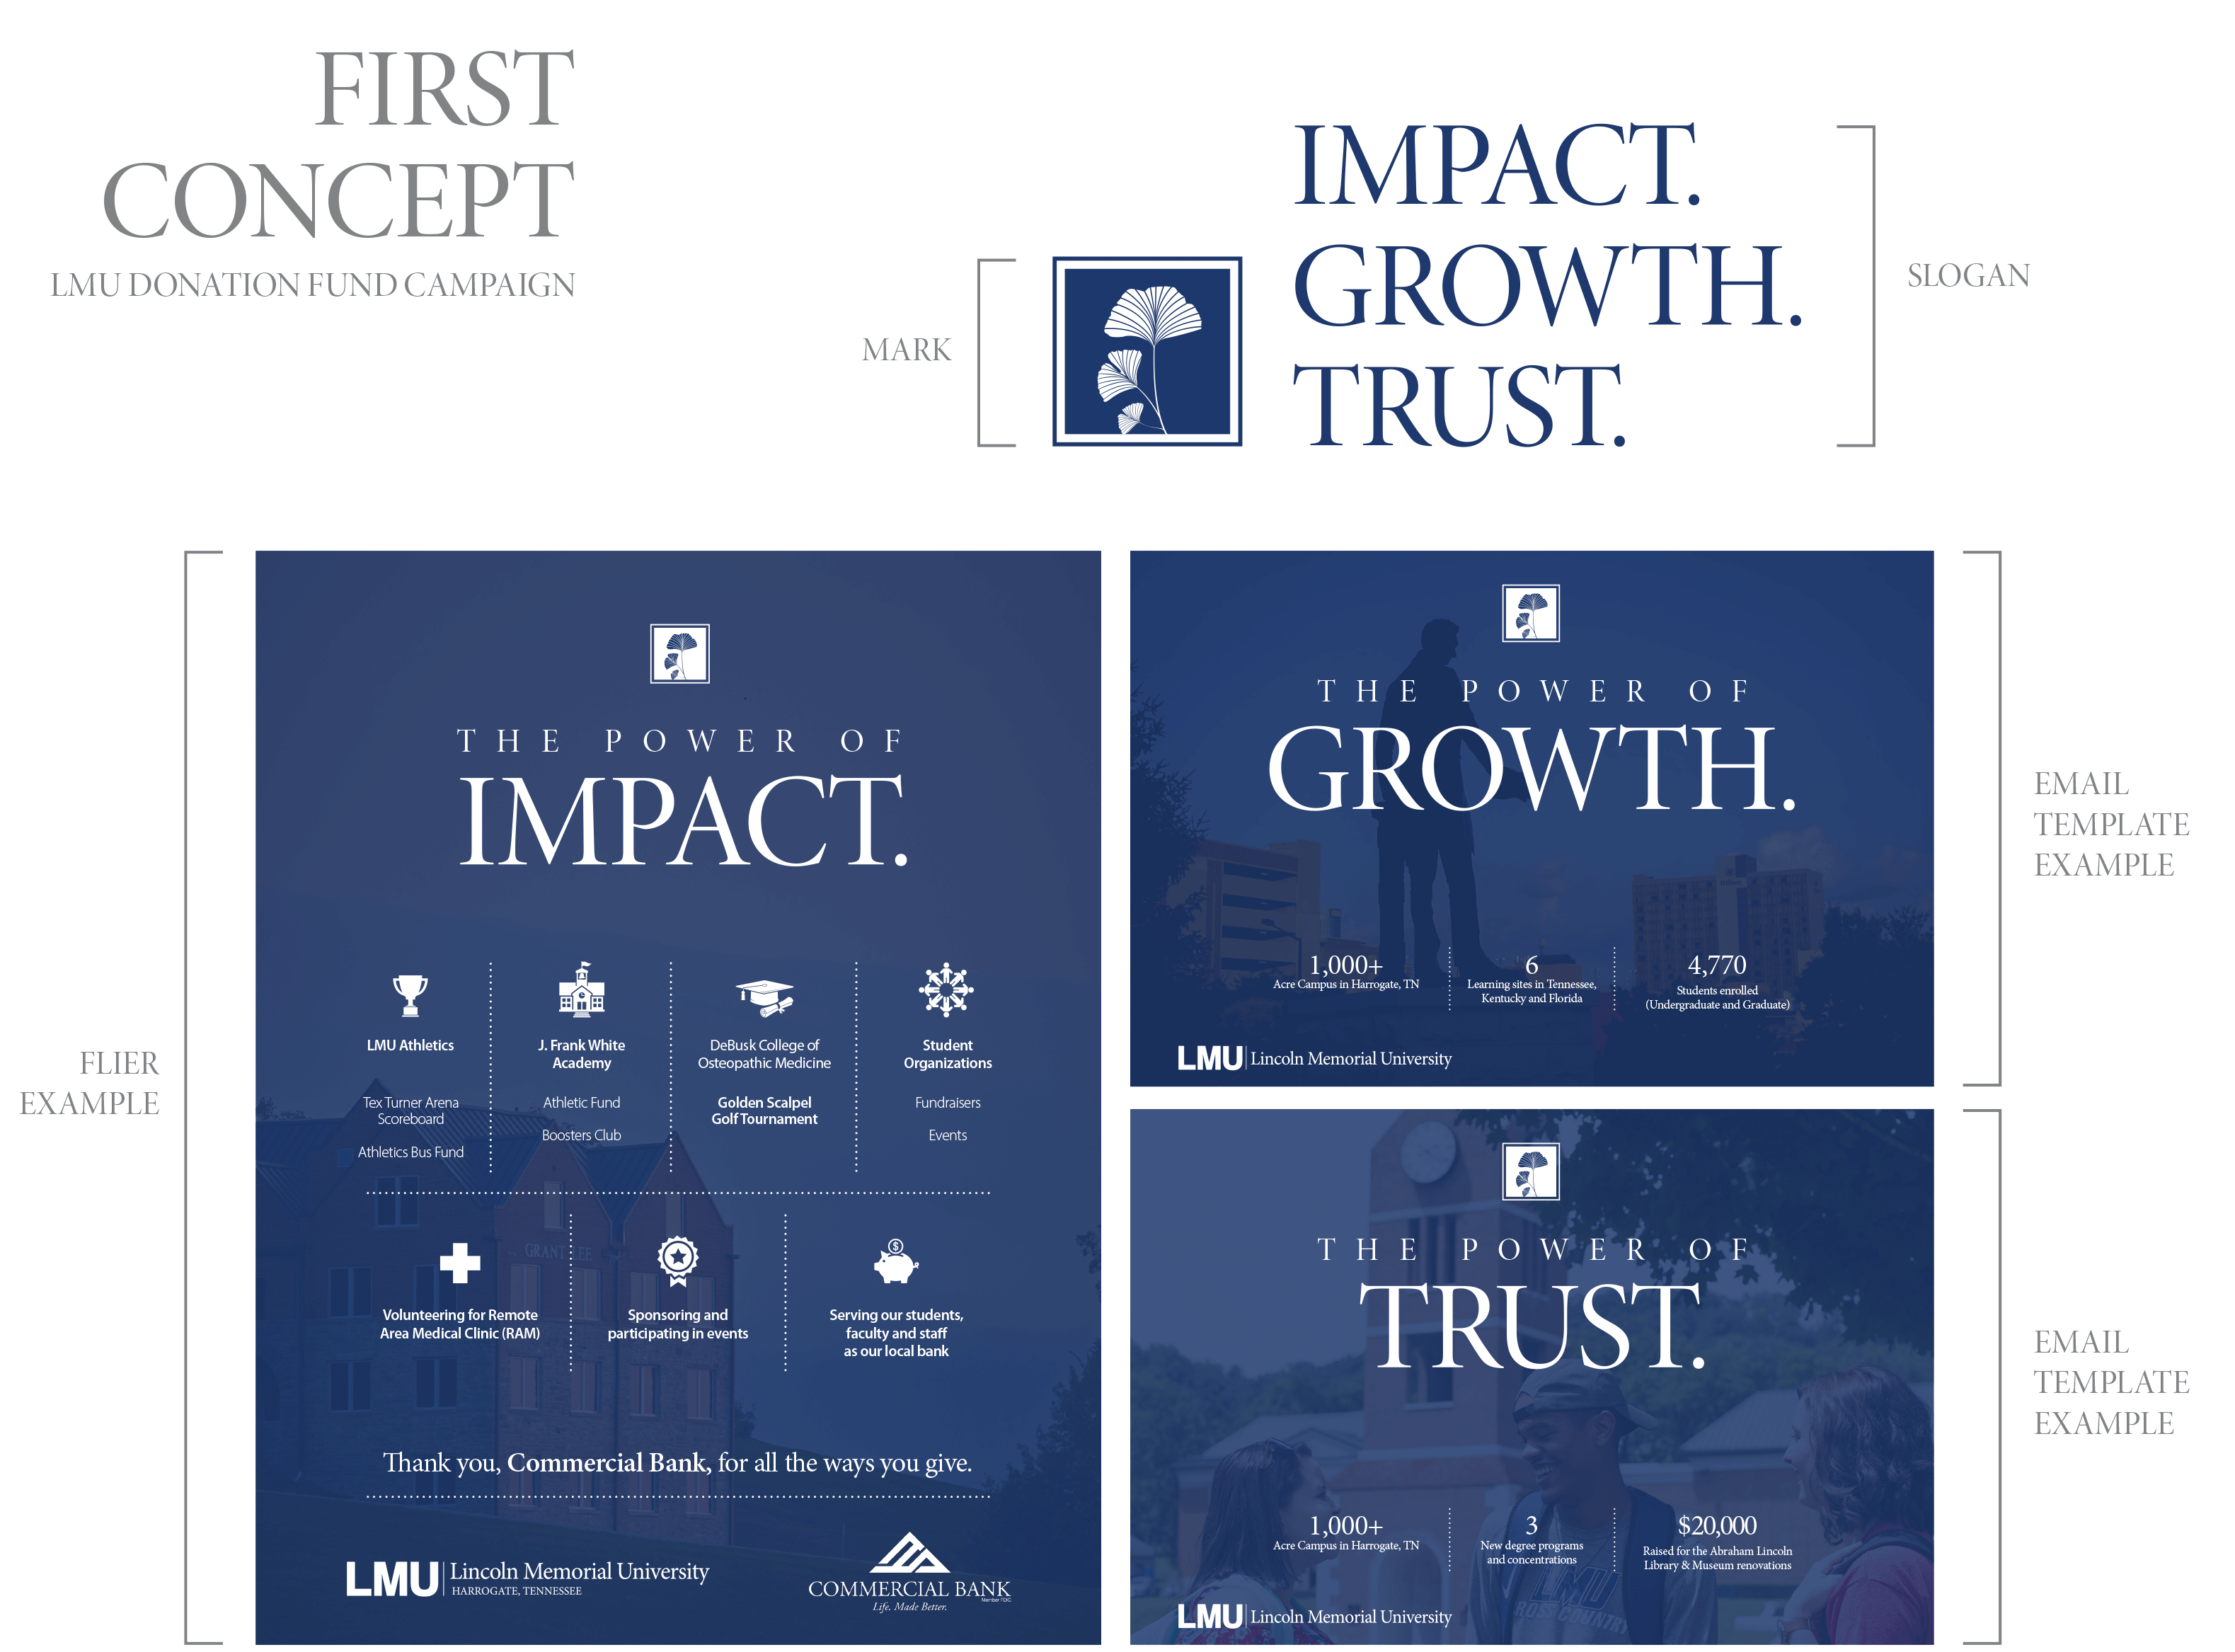 FIRST
CONCEPT
LMU DONATION FUND CAMPAIGN
MARK
IMPACT.
GROWTH.
TRUST.
SLOGAN
FLIER
EXAMPLE
THE POWER OF
IMPACT.
LMU Athletics
Tex Turner Arena
Scoreboard
Athletics Bus Fund
J. Frank White
Academy
Athletic Fund
Boosters Club
DeBusk College of
Osteopathic Medicine
Golden Scalpel
Golf Tournament
Student
Organizations
Fundraisers
Events
GRANT LEE
Volunteering for Remote
Area Medical Clinic (RAM)
Sponsoring and
participating in events
$
Serving our students,
faculty and staff
as our local bank
Thank you, Commercial Bank, for all the ways you give.
LMU Lincoln Memorial University
HARROGATE, TENNESSEE
COMMERCIAL BANK
Member FDIC
Life. Made Better.
THE POWER OF
GROWTH.
1,000+
Acre Campus in Harrogate, TN
6
Learning sites in Tennessee,
Kentucky and Florida
4,770
Students enrolled
(Undergraduate and Graduate)
LMU Lincoln Memorial University
EMAIL
TEMPLATE
EXAMPLE
THE POWER OF
TRUST.
1,000+
Acre Campus in Harrogate, TN
3
New degree programs
and concentrations
$20,000
Raised for the Abraham Lincoln
Library & Museum renovations
LMU
CROSS COUNTRY
LMU Lincoln Memorial University
EMAIL
TEMPLATE
EXAMPLE